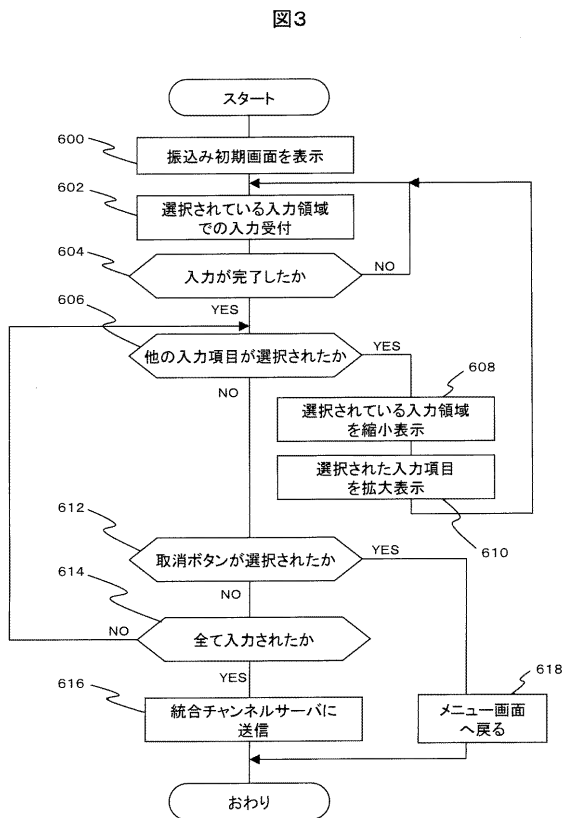 図3
スタート
600
振込み初期画面を表示
602
選択されている入力領域
での入力受付
604
入力が完了したか
NO
YES
606
他の入力項目が選択されたか
YES
NO
608
選択されている入力領域
を縮小表示
選択された入力項目
を拡大表示
610
612
取消ボタンが選択されたか
YES
NO
614
全て入力されたか
NO
YES
616
統合チャンネルサーバに
送信
618
メニュー画面
へ戻る
おわり